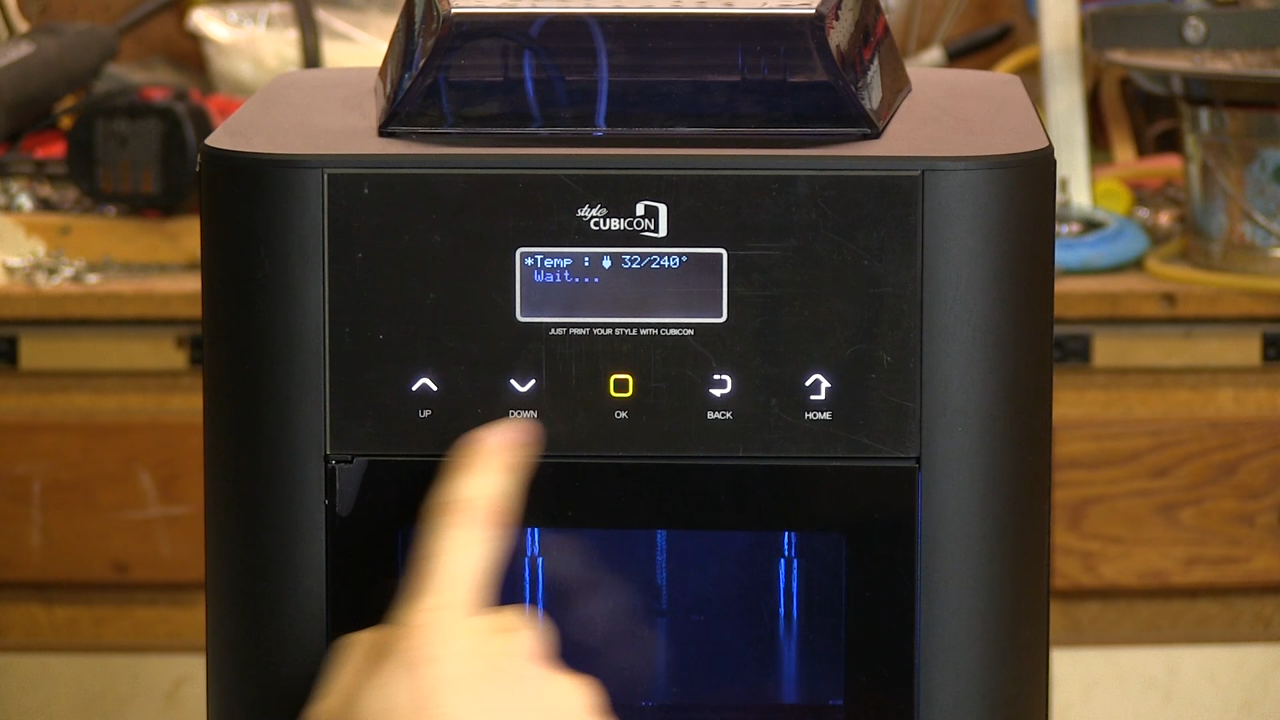 style
CUBICON
*Temp : 32/240°
Wait...
JUST PRINT YOUR STYLE WITH CUBICON
UP
DOWN
OK
BACK
HOME